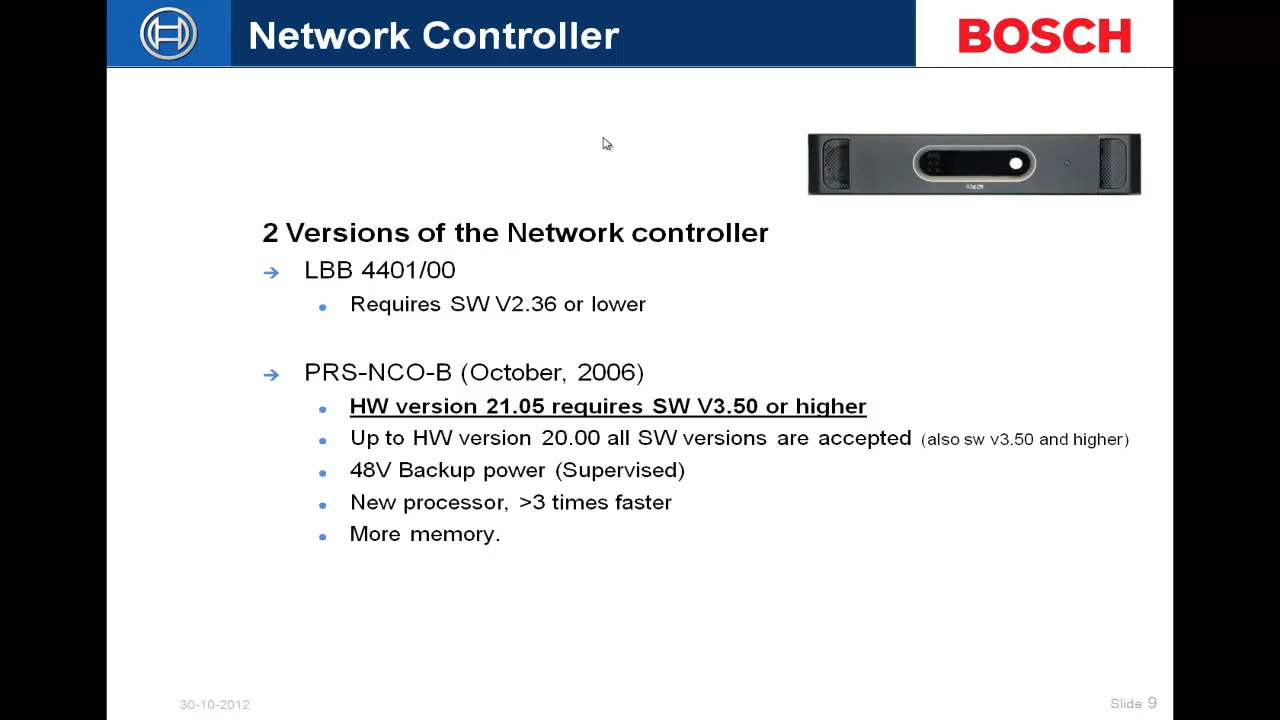 Network Controller
BOSCH
2 Versions of the Network controller
LBB 4401/00
Requires SW V2.36 or lower
PRS-NCO-B (October, 2006)
HW version 21.05 requires SW V3.50 or higher
Up to HW version 20.00 all SW versions are accepted (also sw v3.50 and higher)
48V Backup power (Supervised)
New processor, >3 times faster
More memory.
30-10-2012
Slide 9